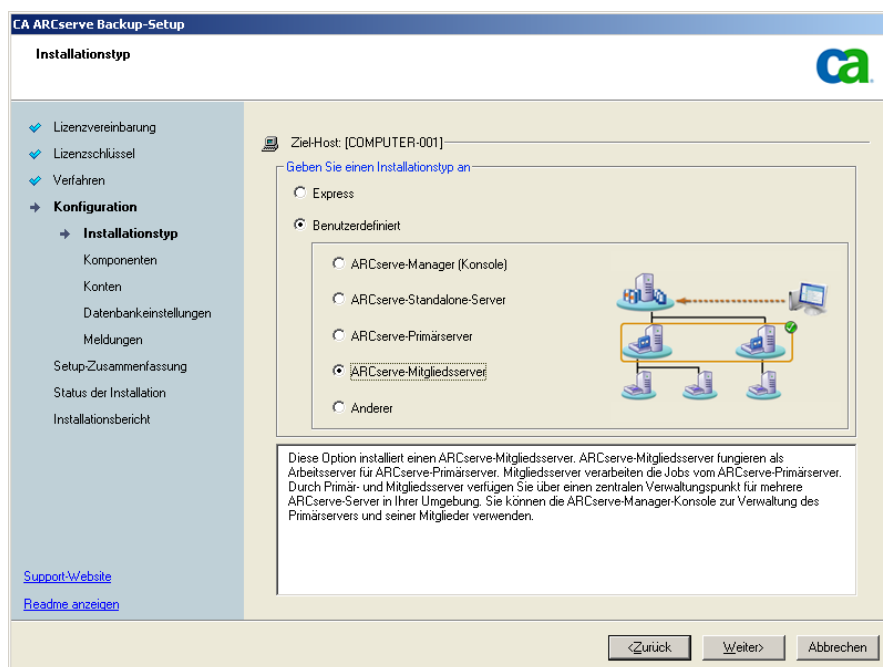 CA ARCserve Backup-Setup
Installationstyp
ca
Lizenzvereinbarung
Lizenzschlüssel
Verfahren
Konfiguration
Installationstyp
Komponenten
Konten
Datenbankeinstellungen
Meldungen
Setup-Zusammenfassung
Status der Installation
Installationsbericht
Support-Website
Readme anzeigen
Ziel-Host: [COMPUTER-001]
Geben Sie einen Installationstyp an
Express
Benutzerdefiniert
ARCserve-Manager (Konsole)
ARCserve-Standalone-Server
ARCserve-Primärserver
ARCserve-Mitgliedsserver
Anderer
Diese Option installiert einen ARCserve-Mitgliedsserver. ARCserve-Mitgliedsserver fungieren als
Arbeitsserver für ARCserve-Primärserver. Mitgliedsserver verarbeiten die Jobs vom ARCserve-Primärserver.
Durch Primär- und Mitgliedsserver verfügen Sie über einen zentralen Verwaltungspunkt für mehrere
ARCserve-Server in Ihrer Umgebung. Sie können die ARCserve-Manager-Konsole zur Verwaltung des
Primärservers und seiner Mitglieder verwenden.
<Zurück
Weiter>
Abbrechen